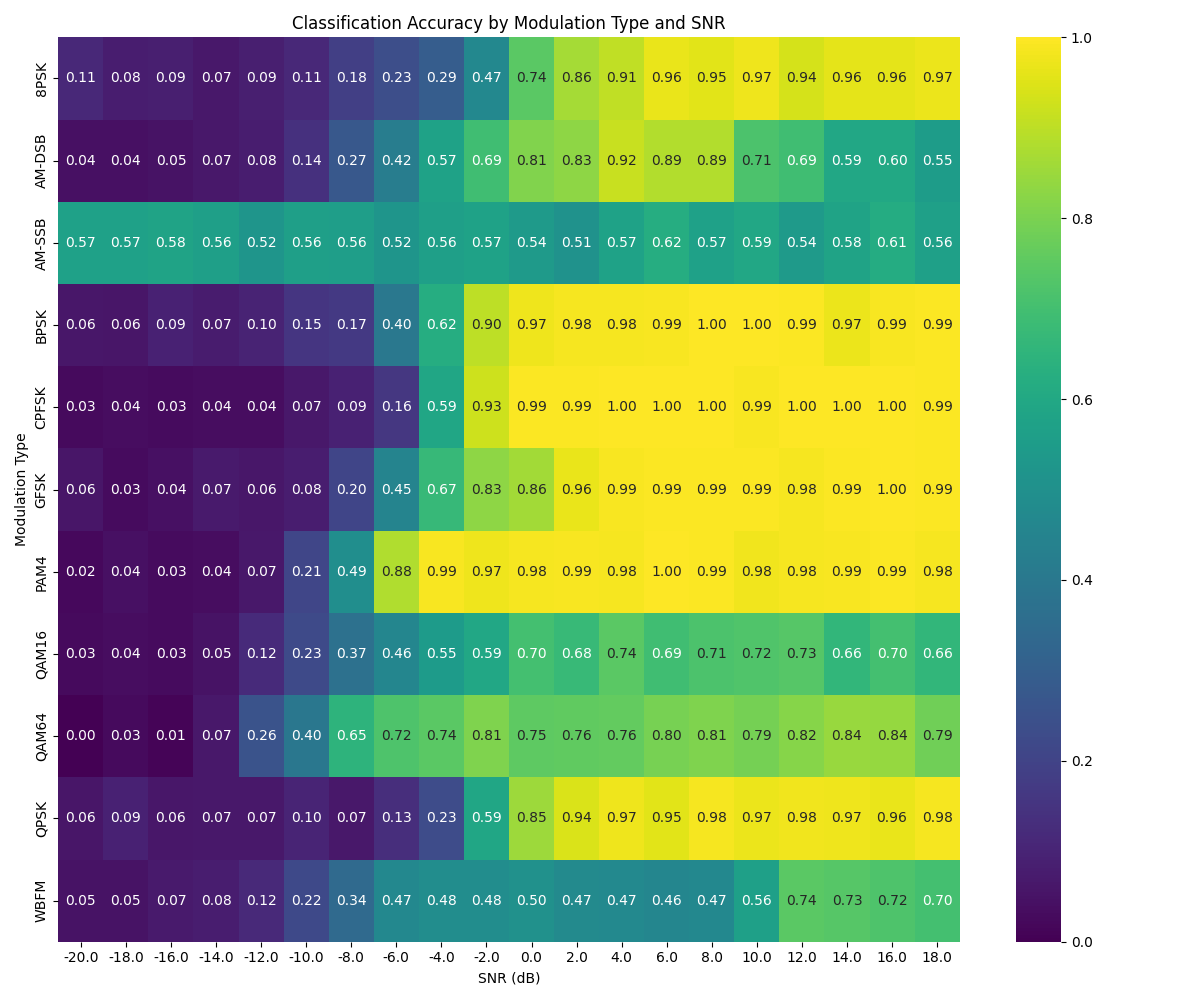 Classification Accuracy by Modulation Type and SNR
8PSK 0.11 0.08 0.09 0.07 0.09 0.11 0.18 0.23 0.29 0.47 0.74 0.86 0.91 0.96 0.95 0.97 0.94 0.96 0.96 0.97
AM-DSB 0.04 0.04 0.05 0.07 0.08 0.14 0.27 0.42 0.57 0.69 0.81 0.83 0.92 0.89 0.89 0.71 0.69 0.59 0.60 0.55
AM-SSB 0.57 0.57 0.58 0.56 0.52 0.56 0.56 0.52 0.56 0.57 0.54 0.51 0.57 0.62 0.57 0.59 0.54 0.58 0.61 0.56
BPSK 0.06 0.06 0.09 0.07 0.10 0.15 0.17 0.40 0.62 0.90 0.97 0.98 0.98 0.99 1.00 1.00 0.99 0.97 0.99 0.99
CPFSK 0.03 0.04 0.03 0.04 0.04 0.07 0.09 0.16 0.59 0.93 0.99 0.99 1.00 1.00 1.00 0.99 1.00 1.00 1.00 0.99
GFSK 0.06 0.03 0.04 0.07 0.06 0.08 0.20 0.45 0.67 0.83 0.86 0.96 0.99 0.99 0.99 0.99 0.98 0.99 1.00 0.99
PAM4 0.02 0.04 0.03 0.04 0.07 0.21 0.49 0.88 0.99 0.97 0.98 0.99 0.98 1.00 0.99 0.98 0.98 0.99 0.99 0.98
QAM16 0.03 0.04 0.03 0.05 0.12 0.23 0.37 0.46 0.55 0.59 0.70 0.68 0.74 0.69 0.71 0.72 0.73 0.66 0.70 0.66
QAM64 0.00 0.03 0.01 0.07 0.26 0.40 0.65 0.72 0.74 0.81 0.75 0.76 0.76 0.80 0.81 0.79 0.82 0.84 0.84 0.79
QPSK 0.06 0.09 0.06 0.07 0.07 0.10 0.07 0.13 0.23 0.59 0.85 0.94 0.97 0.95 0.98 0.97 0.98 0.97 0.96 0.98
WBFM 0.05 0.05 0.07 0.08 0.12 0.22 0.34 0.47 0.48 0.48 0.50 0.47 0.47 0.46 0.47 0.56 0.74 0.73 0.72 0.70
-20.0 -18.0 -16.0 -14.0 -12.0 -10.0 -8.0 -6.0 -4.0 -2.0 0.0 2.0 4.0 6.0 8.0 10.0 12.0 14.0 16.0 18.0
SNR (dB)
Modulation Type
1.0
0.8
0.6
0.4
0.2
0.0